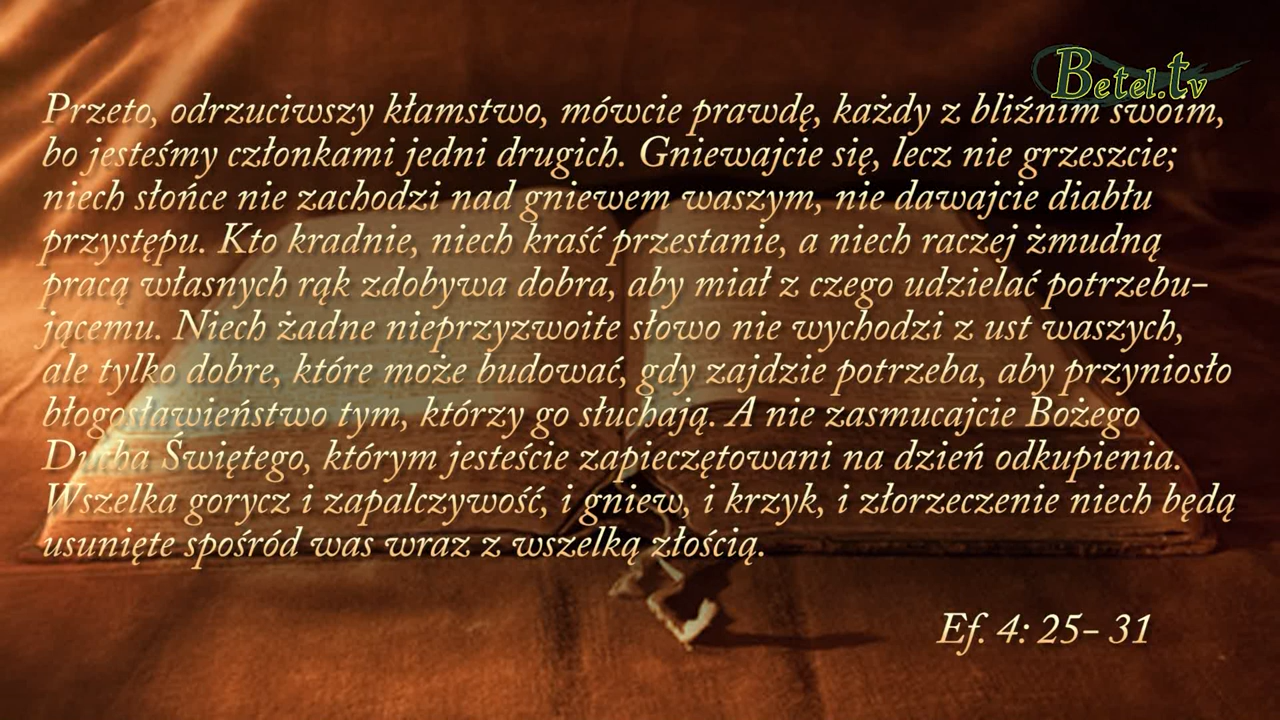 Betel.tv
Przeto, odrzuciwszy kłamstwo, mówcie prawdę, każdy z bliźnim swoim,
bo jesteśmy członkami jedni drugich. Gniewajcie się, lecz nie grzeszcie;
niech słońce nie zachodzi nad gniewem waszym, nie dawajcie diabłu
przystępu. Kto kradnie, niech kraść przestanie, a niech raczej żmudną
pracą własnych rąk zdobywa dobra, aby miał z czego udzielać potrzebu-
jącemu. Niech żadne nieprzyzwoite słowo nie wychodzi z ust waszych,
ale tylko dobre, które może budować, gdy zajdzie potrzeba, aby przyniosło
błogosławieństwo tym, którzy go słuchają. A nie zasmucajcie Bożego
Ducha Świętego, którym jesteście zapieczętowani na dzień odkupienia.
Wszelka gorycz i zapalczywość, i gniew, i krzyk, i złorzeczenie niech będą
usunięte spośród was wraz z wszelką złością.
Ef. 4: 25- 31